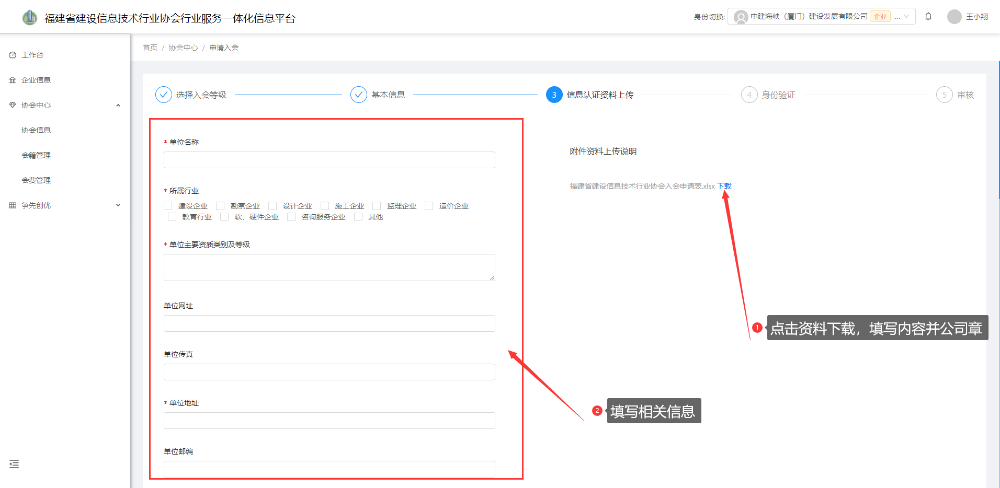 福建省建设信息技术行业协会行业服务一体化信息平台
身份切换: 中建海峡（厦门）建设发展有限公司 企业 ...
王小翔
工作台
企业信息
协会中心
协会信息
会籍管理
会费管理
争先创优
首页 / 协会中心 / 申请入会
选择入会等级
基本信息
3 信息认证资料上传
4 身份验证
5 审核
* 单位名称
* 所属行业
建设企业 勘察企业 设计企业 施工企业 监理企业 造价企业
教育行业 软、硬件企业 咨询服务企业 其他
* 单位主要资质类别及等级
单位网址
单位传真
* 单位地址
单位邮编
附件资料上传说明
福建省建设信息技术行业协会入会申请表.xlsx 下载
1 点击资料下载，填写内容并公司章
2 填写相关信息